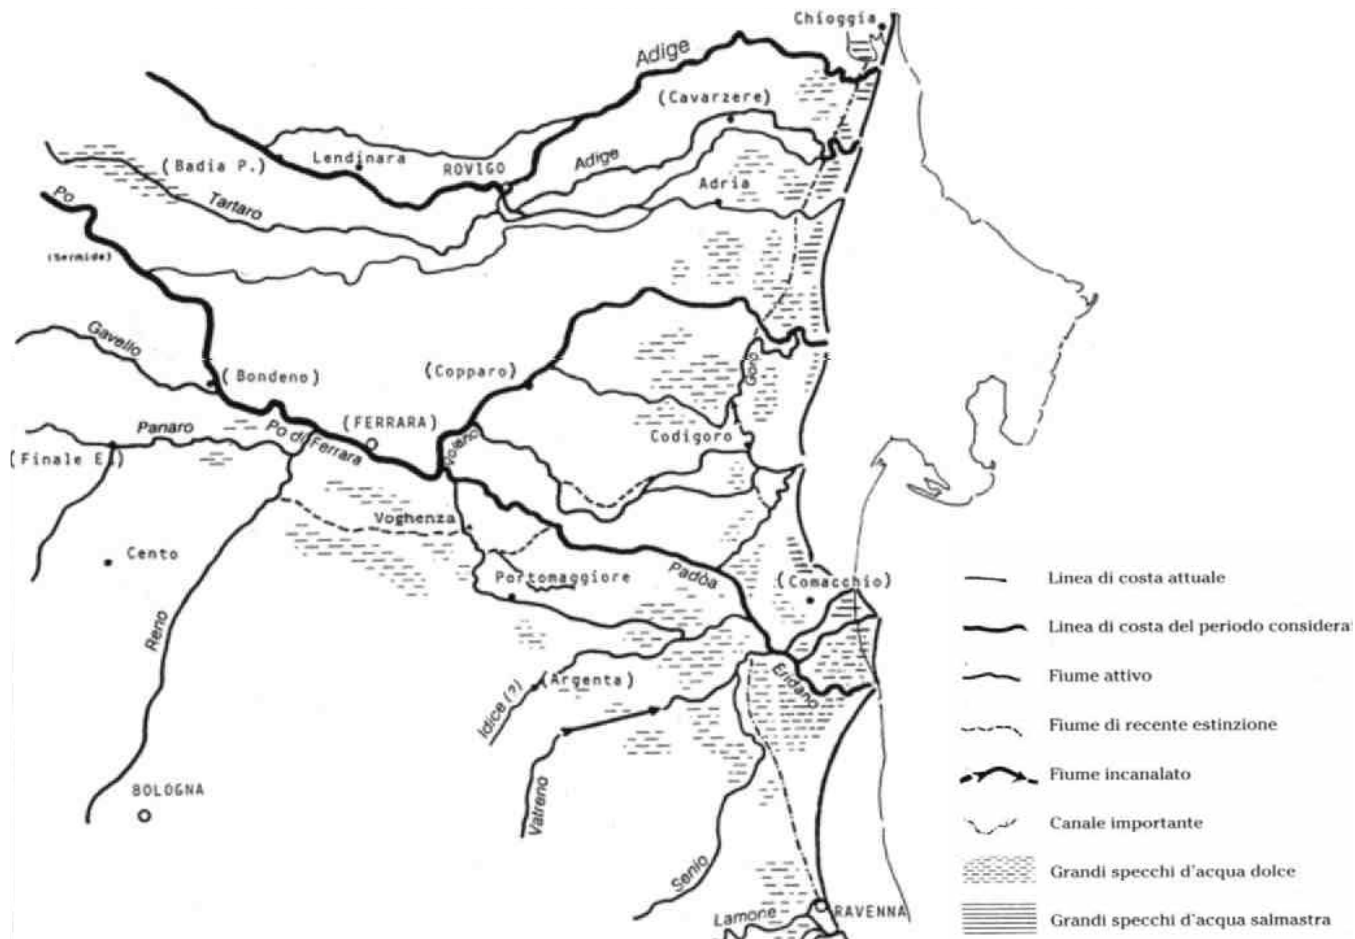 Chioggia
Adige
(Cavarzere)
(Badia P.)
Lendinara
ROVIGO
Adige
Adria
Po
Tartaro
(Sermide)
Gavello
(Bondeno)
(Copparo)
Goro
Panaro
Po di Ferrara
(FERRARA)
Volano
Codigoro
(Finale E.)
Voghenza
Cento
Portomaggiore
Padòa
(Comacchio)
Reno
Idice (?)
(Argenta)
Eridano
BOLOGNA
Vatreno
Senio
Lamone
RAVENNA
Linea di costa attuale
Linea di costa del periodo considera
Fiume attivo
Fiume di recente estinzione
Fiume incanalato
Canale importante
Grandi specchi d'acqua dolce
Grandi specchi d'acqua salmastra